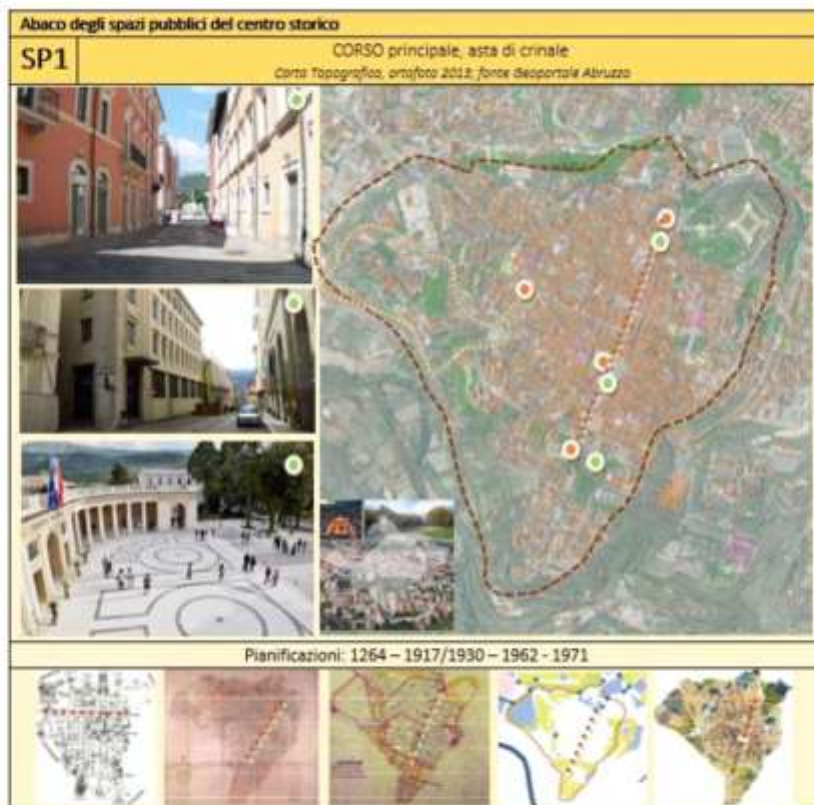 Abaco degli spazi pubblici del centro storico
SP1
CORSO principale, asta di crinale
Carta Topografica, ortofoto 2013; fonte Geoportale Abruzzo
Pianificazioni: 1264 – 1917/1930 – 1962 - 1971